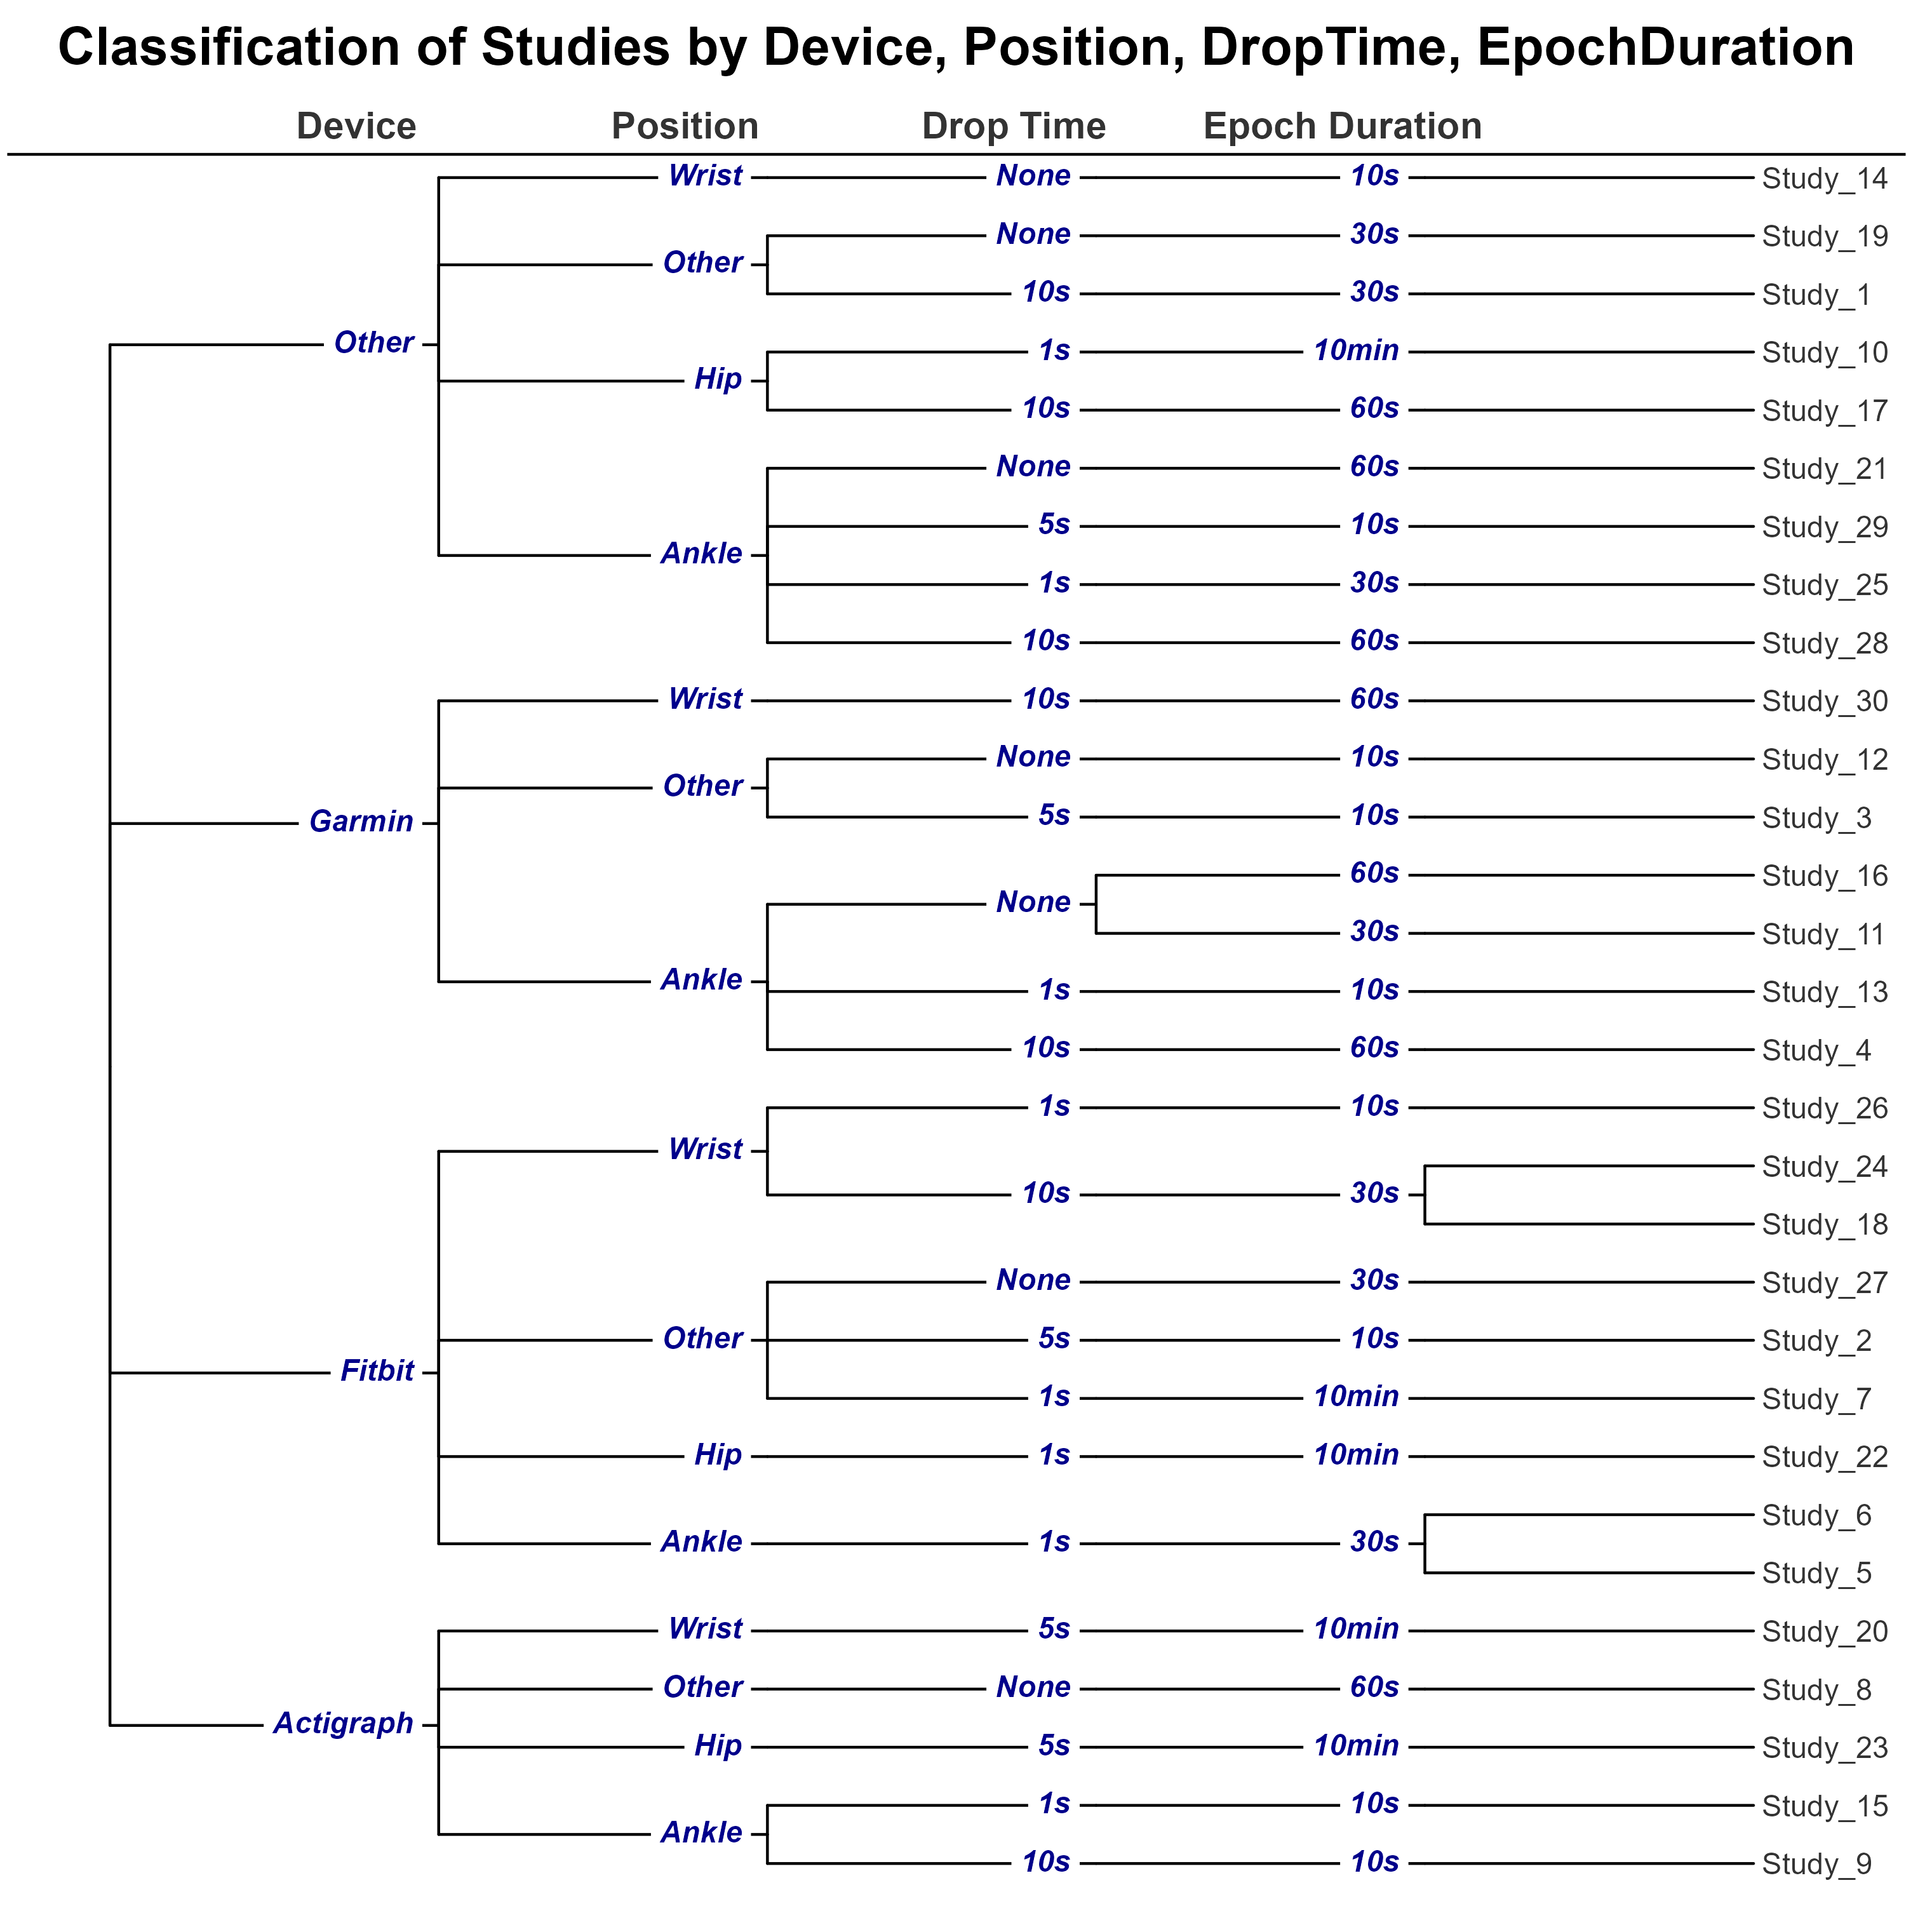 Classification of Studies by Device, Position, DropTime, EpochDuration
Device Position Drop Time Epoch Duration
Wrist None 10s Study_14
None 30s Study_19
Other
10s 30s Study_1
Other
1s 10min Study_10
Hip
10s 60s Study_17
None 60s Study_21
5s 10s Study_29
Ankle
1s 30s Study_25
10s 60s Study_28
Wrist 10s 60s Study_30
None 10s Study_12
Other
5s 10s Study_3
Garmin
60s Study_16
None
30s Study_11
Ankle
1s 10s Study_13
10s 60s Study_4
1s 10s Study_26
Wrist
Study_24
10s 30s
Study_18
None 30s Study_27
Other 5s 10s Study_2
Fitbit
1s 10min Study_7
Hip 1s 10min Study_22
Study_6
Ankle 1s 30s
Study_5
Wrist 5s 10min Study_20
Other None 60s Study_8
Actigraph
Hip 5s 10min Study_23
1s 10s Study_15
Ankle
10s 10s Study_9